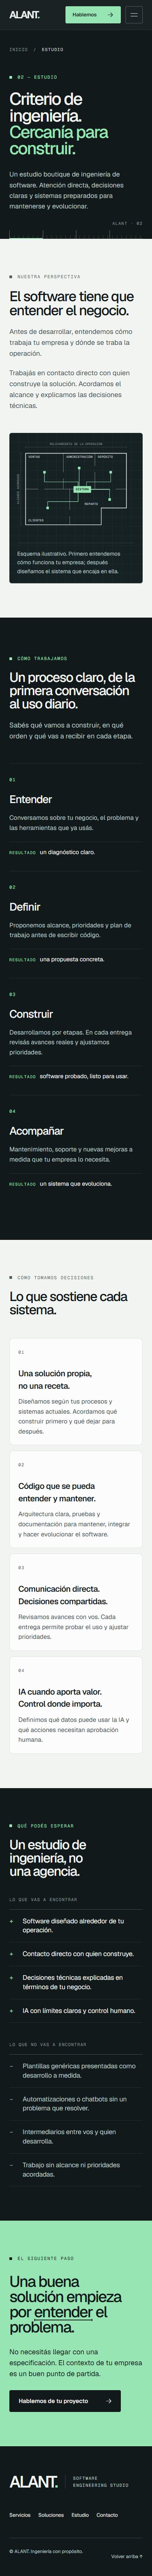 ALANT.
Hablemos →
INICIO / ESTUDIO
02 — ESTUDIO
Criterio de
ingeniería.
Cercanía para
construir.
Un estudio boutique de ingeniería de
software. Atención directa, decisiones
claras y sistemas preparados para
mantenerse y evolucionar.
ALANT · 02
NUESTRA PERSPECTIVA
El software tiene que
entender el negocio.
Antes de desarrollar, entendemos cómo
trabaja tu empresa y dónde se traba la
operación.
Trabajás en contacto directo con quien
construye la solución. Acordamos el
alcance y explicamos las decisiones
técnicas.
VENTAS
ADMINISTRACIÓN
DEPÓSITO
SISTEMA
REPARTO
CLIENTES
Esquema ilustrativo. Primero entendemos
cómo funciona tu empresa; después
diseñamos el sistema que encaja en ella.
CÓMO TRABAJAMOS
Un proceso claro, de la
primera conversación
al uso diario.
Sabés qué vamos a construir, en qué
orden y qué vas a recibir en cada etapa.
01
Entender
Conversamos sobre tu negocio, el problema y
las herramientas que ya usás.
RESULTADO un diagnóstico claro.
02
Definir
Proponemos alcance, prioridades y plan de
trabajo antes de escribir código.
RESULTADO una propuesta concreta.
03
Construir
Desarrollamos por etapas. En cada entrega
revisás avances reales y ajustamos
prioridades.
RESULTADO software probado, listo para usar.
04
Acompañar
Mantenimiento, soporte y nuevas mejoras a
medida que tu empresa lo necesita.
RESULTADO un sistema que evoluciona.
CÓMO TOMAMOS DECISIONES
Lo que sostiene cada
sistema.
01
Una solución propia,
no una receta.
Diseñamos según tus procesos y
sistemas actuales. Acordamos qué
construir primero y qué dejar para
después.
02
Código que se pueda
entender y mantener.
Arquitectura clara, pruebas y
documentación para mantener, integrar
y hacer evolucionar el software.
03
Comunicación directa.
Decisiones compartidas.
Revisamos avances con vos. Cada
entrega permite probar el uso y ajustar
prioridades.
04
IA cuando aporta valor.
Control donde importa.
Definimos qué datos puede usar la IA y
qué acciones necesitan aprobación
humana.
QUÉ PODÉS ESPERAR
Un estudio de
ingeniería, no
una agencia.
LO QUE VAS A ENCONTRAR
+ Software diseñado alrededor de tu
operación.
+ Contacto directo con quien construye.
+ Decisiones técnicas explicadas en
términos de tu negocio.
+ IA con límites claros y control humano.
LO QUE NO VAS A ENCONTRAR
— Plantillas genéricas presentadas como
desarrollo a medida.
— Automatizaciones o chatbots sin un
problema que resolver.
— Intermediarios entre vos y quien
desarrolla.
— Trabajo sin alcance ni prioridades
acordadas.
EL SIGUIENTE PASO
Una buena
solución empieza
por entender el
problema.
No necesitás llegar con una
especificación. El contexto de tu empresa
es un buen punto de partida.
Hablemos de tu proyecto →
ALANT.
SOFTWARE
ENGINEERING STUDIO
Servicios Soluciones Estudio Contacto
© ALANT. Ingeniería con propósito.
Volver arriba ↑